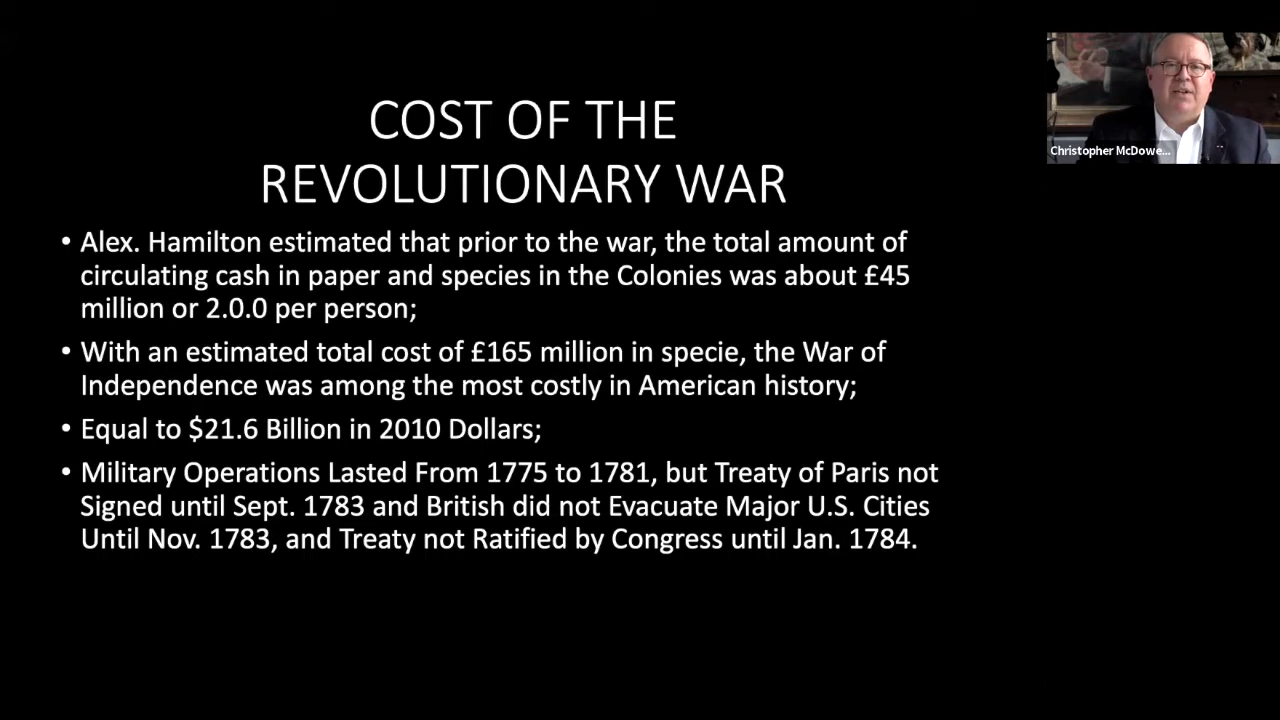 COST OF THE
REVOLUTIONARY WAR
• Alex. Hamilton estimated that prior to the war, the total amount of
circulating cash in paper and species in the Colonies was about £45
million or 2.0.0 per person;
• With an estimated total cost of £165 million in specie, the War of
Independence was among the most costly in American history;
• Equal to $21.6 Billion in 2010 Dollars;
• Military Operations Lasted From 1775 to 1781, but Treaty of Paris not
Signed until Sept. 1783 and British did not Evacuate Major U.S. Cities
Until Nov. 1783, and Treaty not Ratified by Congress until Jan. 1784.
Christopher McDowe...